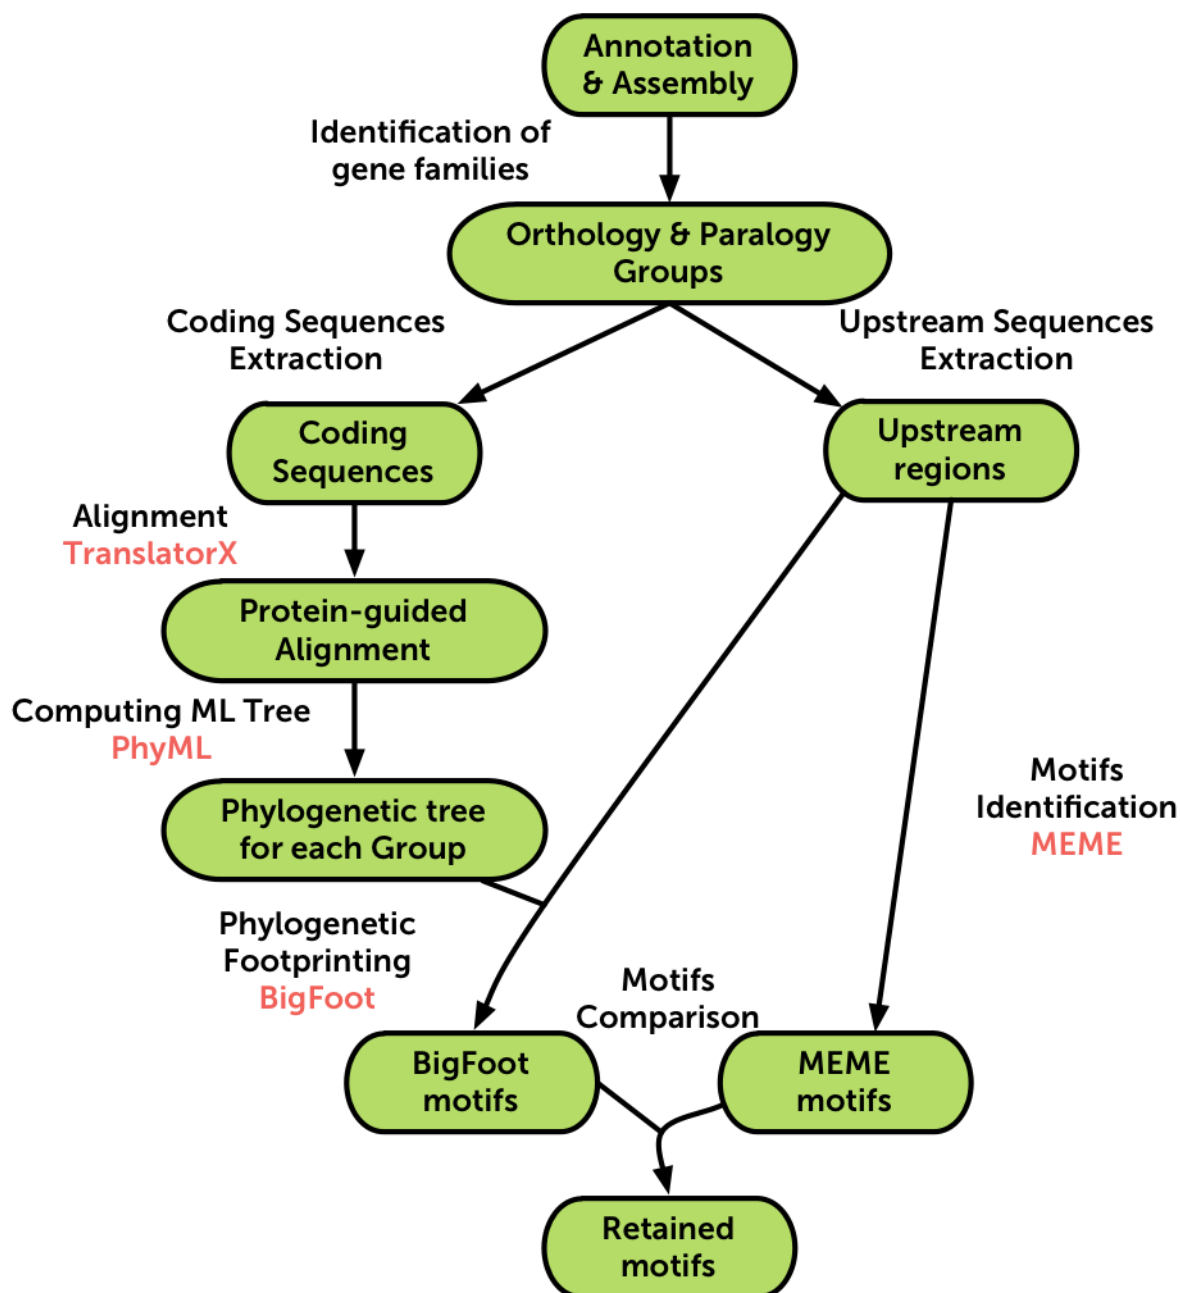 Annotation
& Assembly
Identification of
gene families
Orthology & Paralogy
Groups
Coding Sequences
Extraction
Upstream Sequences
Extraction
Coding
Sequences
Upstream
regions
Alignment
TranslatorX
Protein-guided
Alignment
Computing ML Tree
PhyML
Phylogenetic tree
for each Group
Motifs
Identification
MEME
Phylogenetic
Footprinting
BigFoot
Motifs
Comparison
BigFoot
motifs
MEME
motifs
Retained
motifs